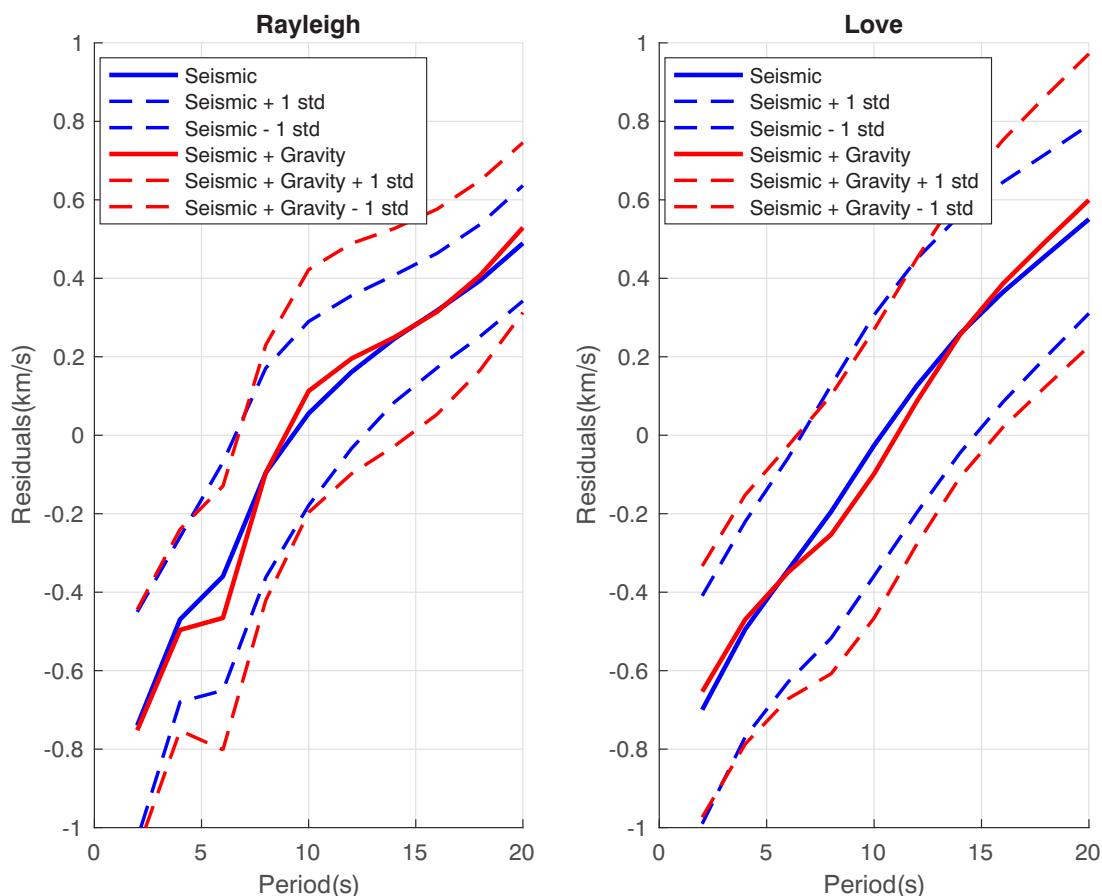 Rayleigh
1
0.8
0.6
0.4
0.2
0
-0.2
-0.4
-0.6
-0.8
-1
Residuals(km/s)
Seismic
Seismic + 1 std
Seismic - 1 std
Seismic + Gravity
Seismic + Gravity + 1 std
Seismic + Gravity - 1 std
0 5 10 15 20
Period(s)
Love
1
0.8
0.6
0.4
0.2
0
-0.2
-0.4
-0.6
-0.8
-1
Residuals(km/s)
Seismic
Seismic + 1 std
Seismic - 1 std
Seismic + Gravity
Seismic + Gravity + 1 std
Seismic + Gravity - 1 std
0 5 10 15 20
Period(s)